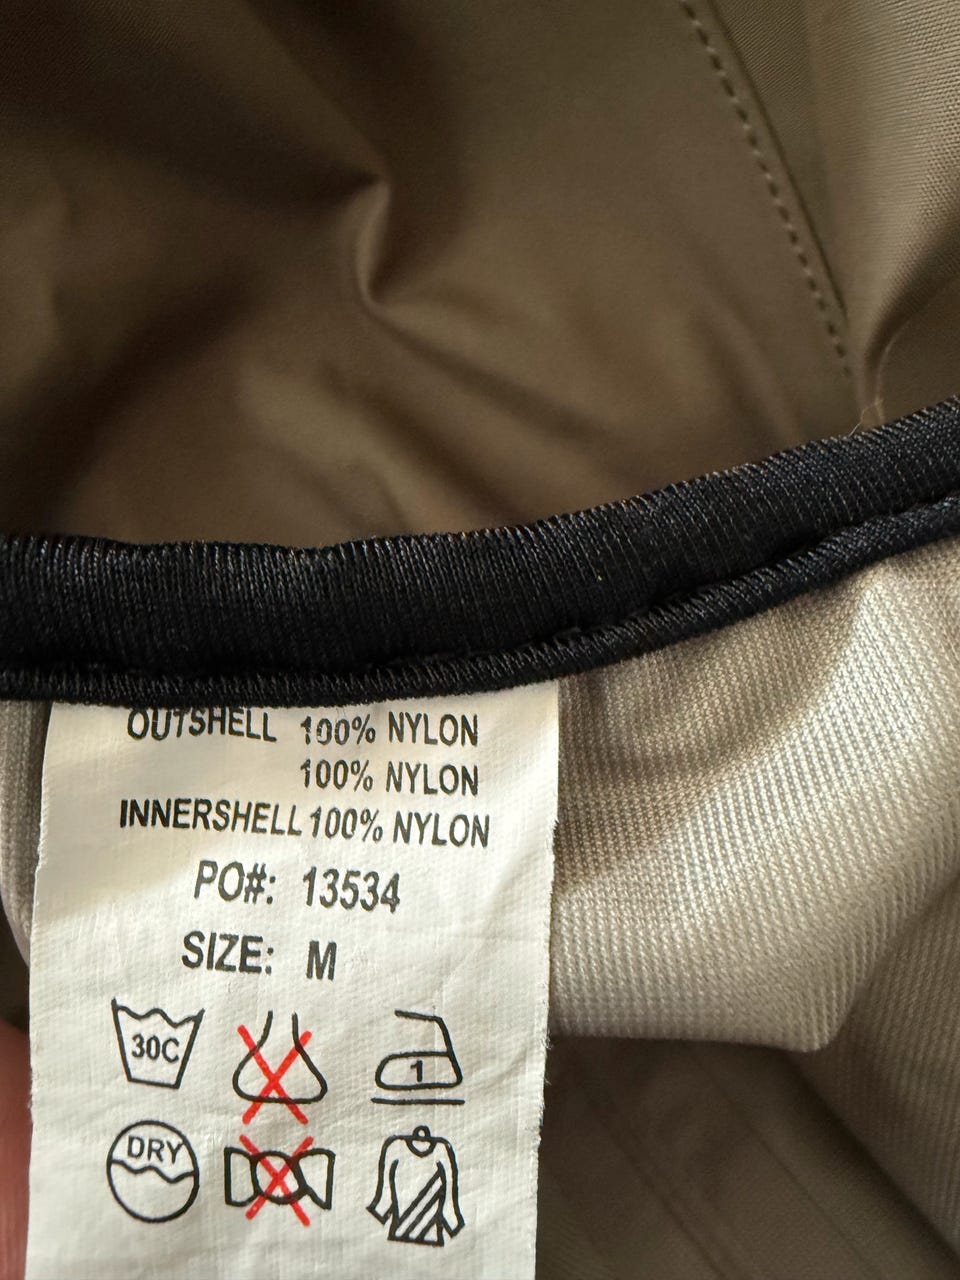 OUTSHELL 100% NYLON
100% NYLON
INNERSHELL 100% NYLON
PO#: 13534
SIZE: M
30C
1
DRY